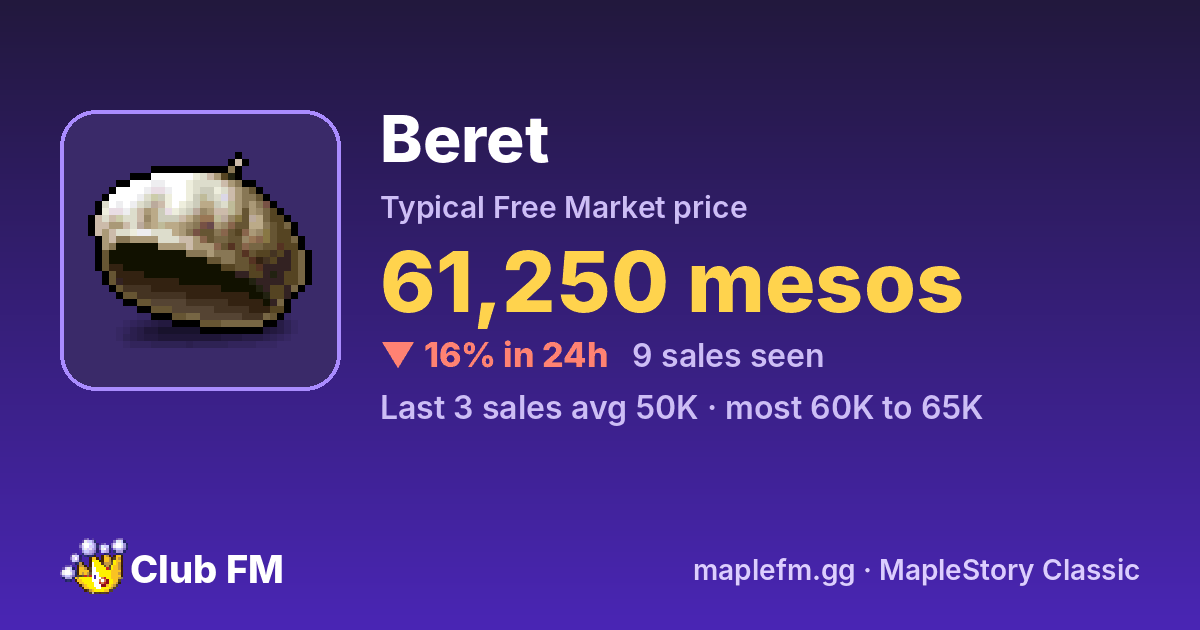 Beret
Typical Free Market price
61,250 mesos
▼ 16% in 24h 9 sales seen
Last 3 sales avg 50K · most 60K to 65K
Club FM
maplefm.gg · MapleStory Classic